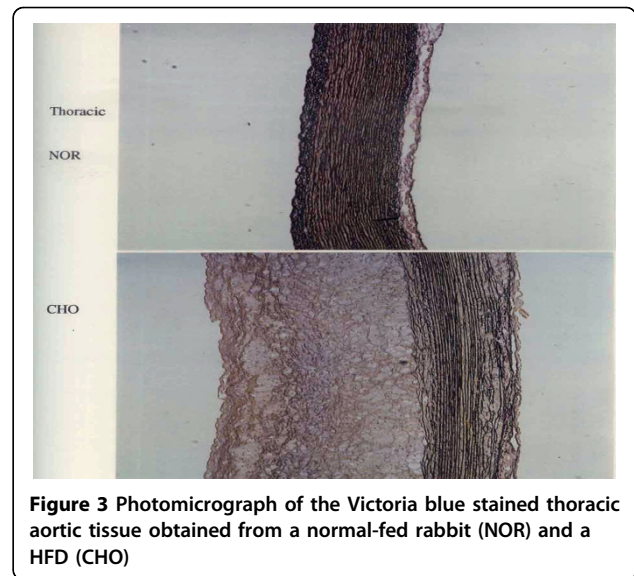 Thoracic
NOR
CHO
Figure 3 Photomicrograph of the Victoria blue stained thoracic
aortic tissue obtained from a normal-fed rabbit (NOR) and a
HFD (CHO)